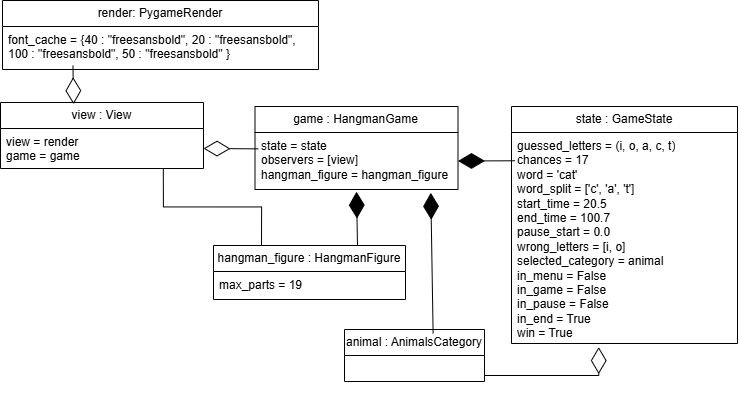 render: PygameRender
font_cache = {40 : "freesansbold", 20 : "freesansbold",
100 : "freesansbold", 50 : "freesansbold" }
view : View
view = render
game = game
game : HangmanGame
state = state
observers = [view]
hangman_figure = hangman_figure
state : GameState
guessed_letters = (i, o, a, c, t)
chances = 17
word = 'cat'
word_split = ['c', 'a', 't']
start_time = 20.5
end_time = 100.7
pause_start = 0.0
wrong_letters = [i, o]
selected_category = animal
in_menu = False
in_game = False
in_pause = False
in_end = True
win = True
hangman_figure : HangmanFigure
max_parts = 19
animal : AnimalsCategory